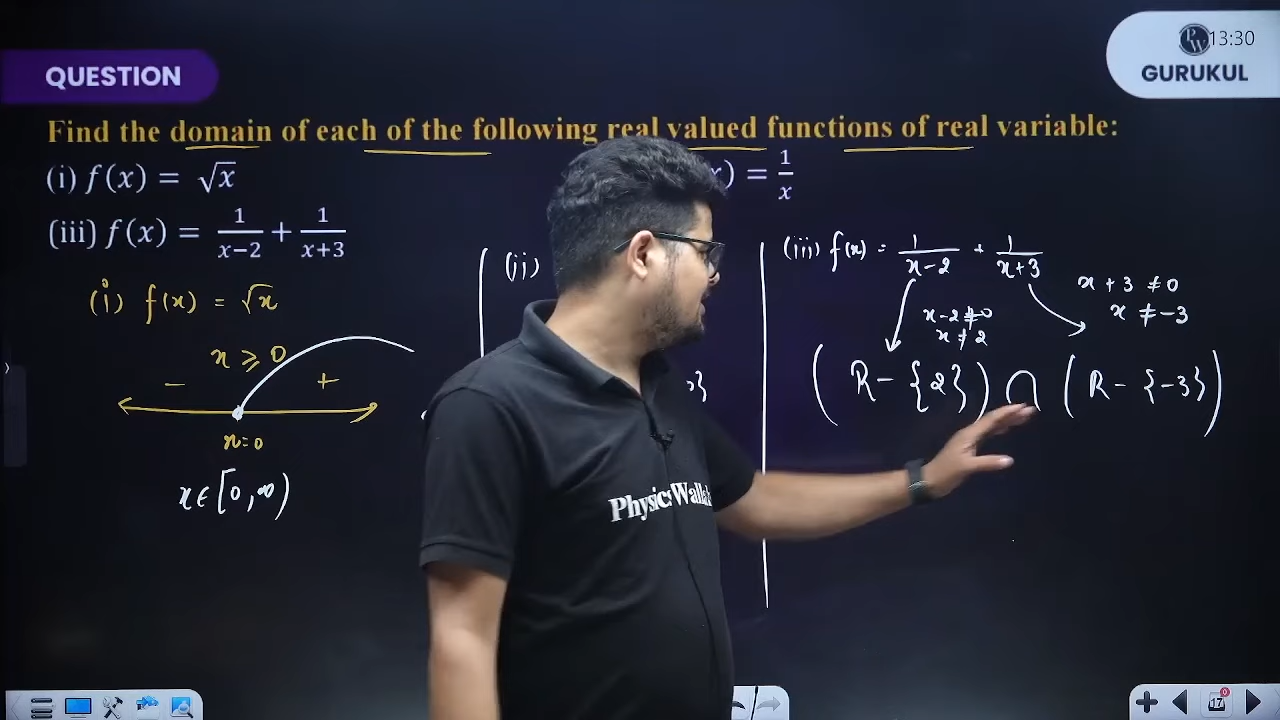 13:30
GURUKUL
QUESTION
Find the domain of each of the following real valued functions of real variable:
(i) f(x) = √x
x) = 1/x
(iii) f(x) = 1/(x−2) + 1/(x+3)
(i) f(x) = √x
x ⩾ 0
− +
x=0
x ∈ [0, ∞)
(ii)
}
(iii) f(x) = 1/(x−2) + 1/(x+3)
x−2 ≠ 0
x ≠ 2
x + 3 ≠ 0
x ≠ −3
(R − {2}) ∩ (R − {−3})
PhysicsWalla
17